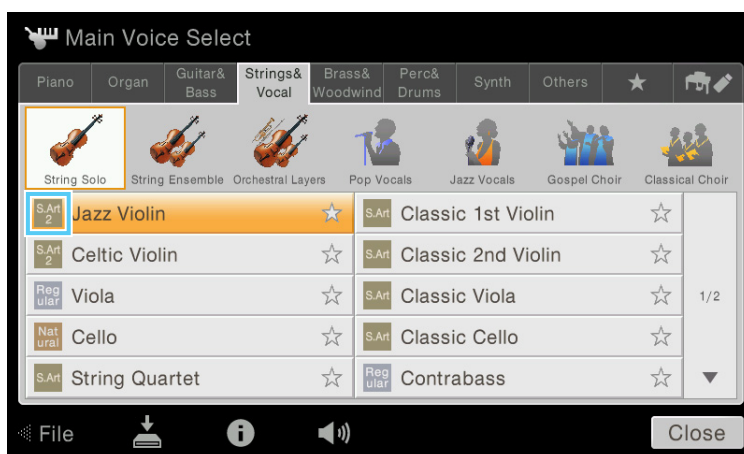 Main Voice Select
Piano
Organ
Guitar&
Bass
Strings&
Vocal
Brass&
Woodwind
Perc&
Drums
Synth
Others
String Solo
String Ensemble
Orchestral Layers
Pop Vocals
Jazz Vocals
Gospel Choir
Classical Choir
S.Art
2
Jazz Violin
S.Art
Classic 1st Violin
S.Art
2
Celtic Violin
S.Art
Classic 2nd Violin
Reg
ular
Viola
S.Art
Classic Viola
1/2
Nat
ural
Cello
S.Art
Classic Cello
S.Art
String Quartet
Reg
ular
Contrabass
File
Close